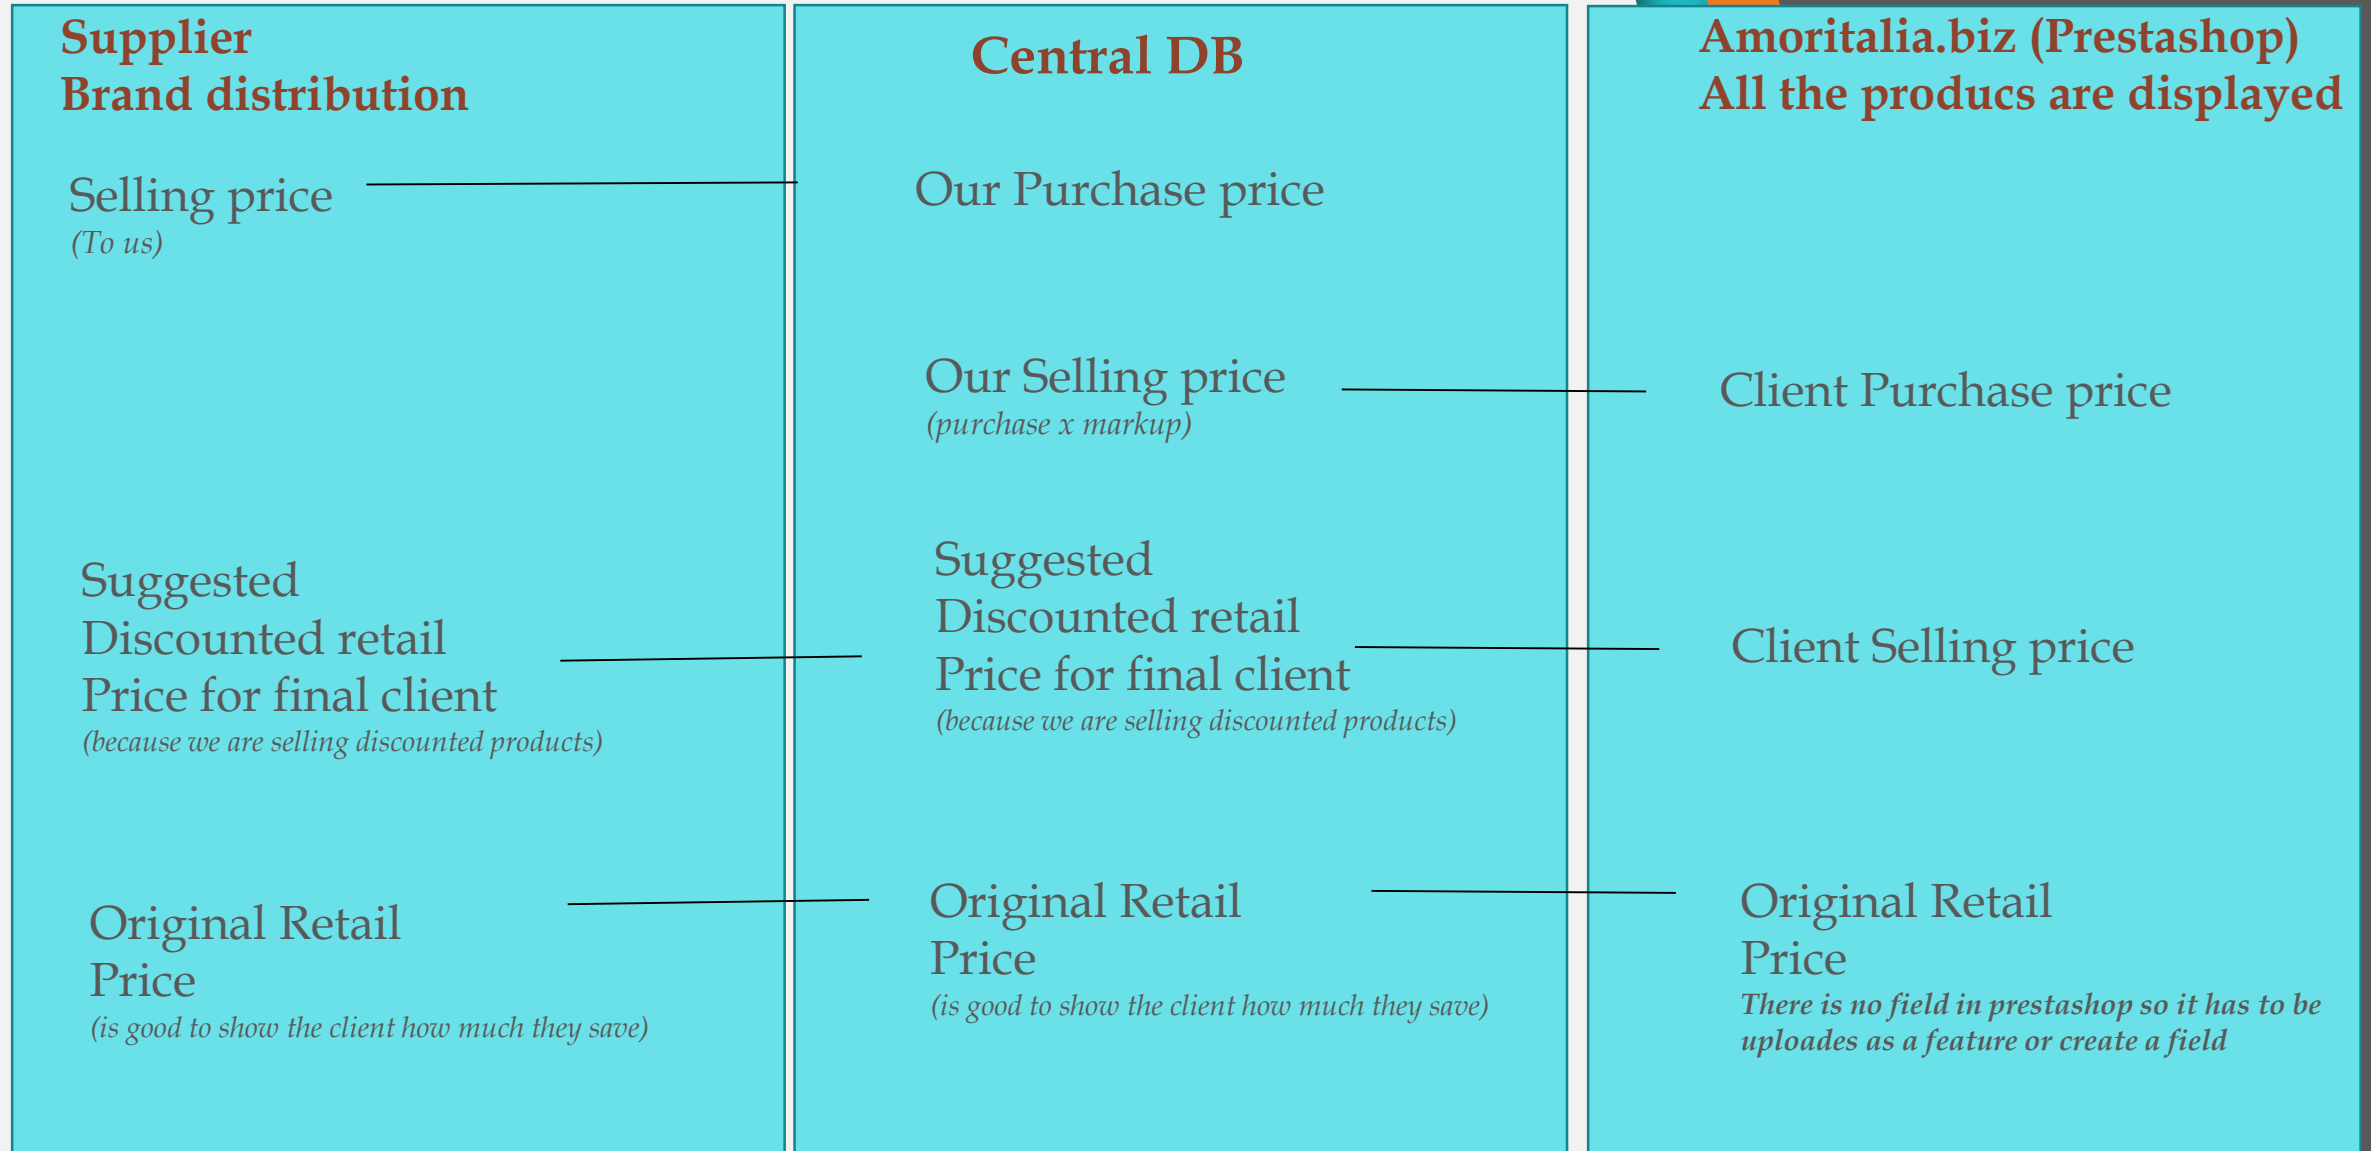 Supplier
Brand distribution
Selling price
(To us)
Suggested
Discounted retail
Price for final client
(because we are selling discounted products)
Original Retail
Price
(is good to show the client how much they save)
Central DB
Our Purchase price
Our Selling price
(purchase x markup)
Suggested
Discounted retail
Price for final client
(because we are selling discounted products)
Original Retail
Price
(is good to show the client how much they save)
Amoritalia.biz (Prestashop)
All the producs are displayed
Client Purchase price
Client Selling price
Original Retail
Price
There is no field in prestashop so it has to be
uploades as a feature or create a field